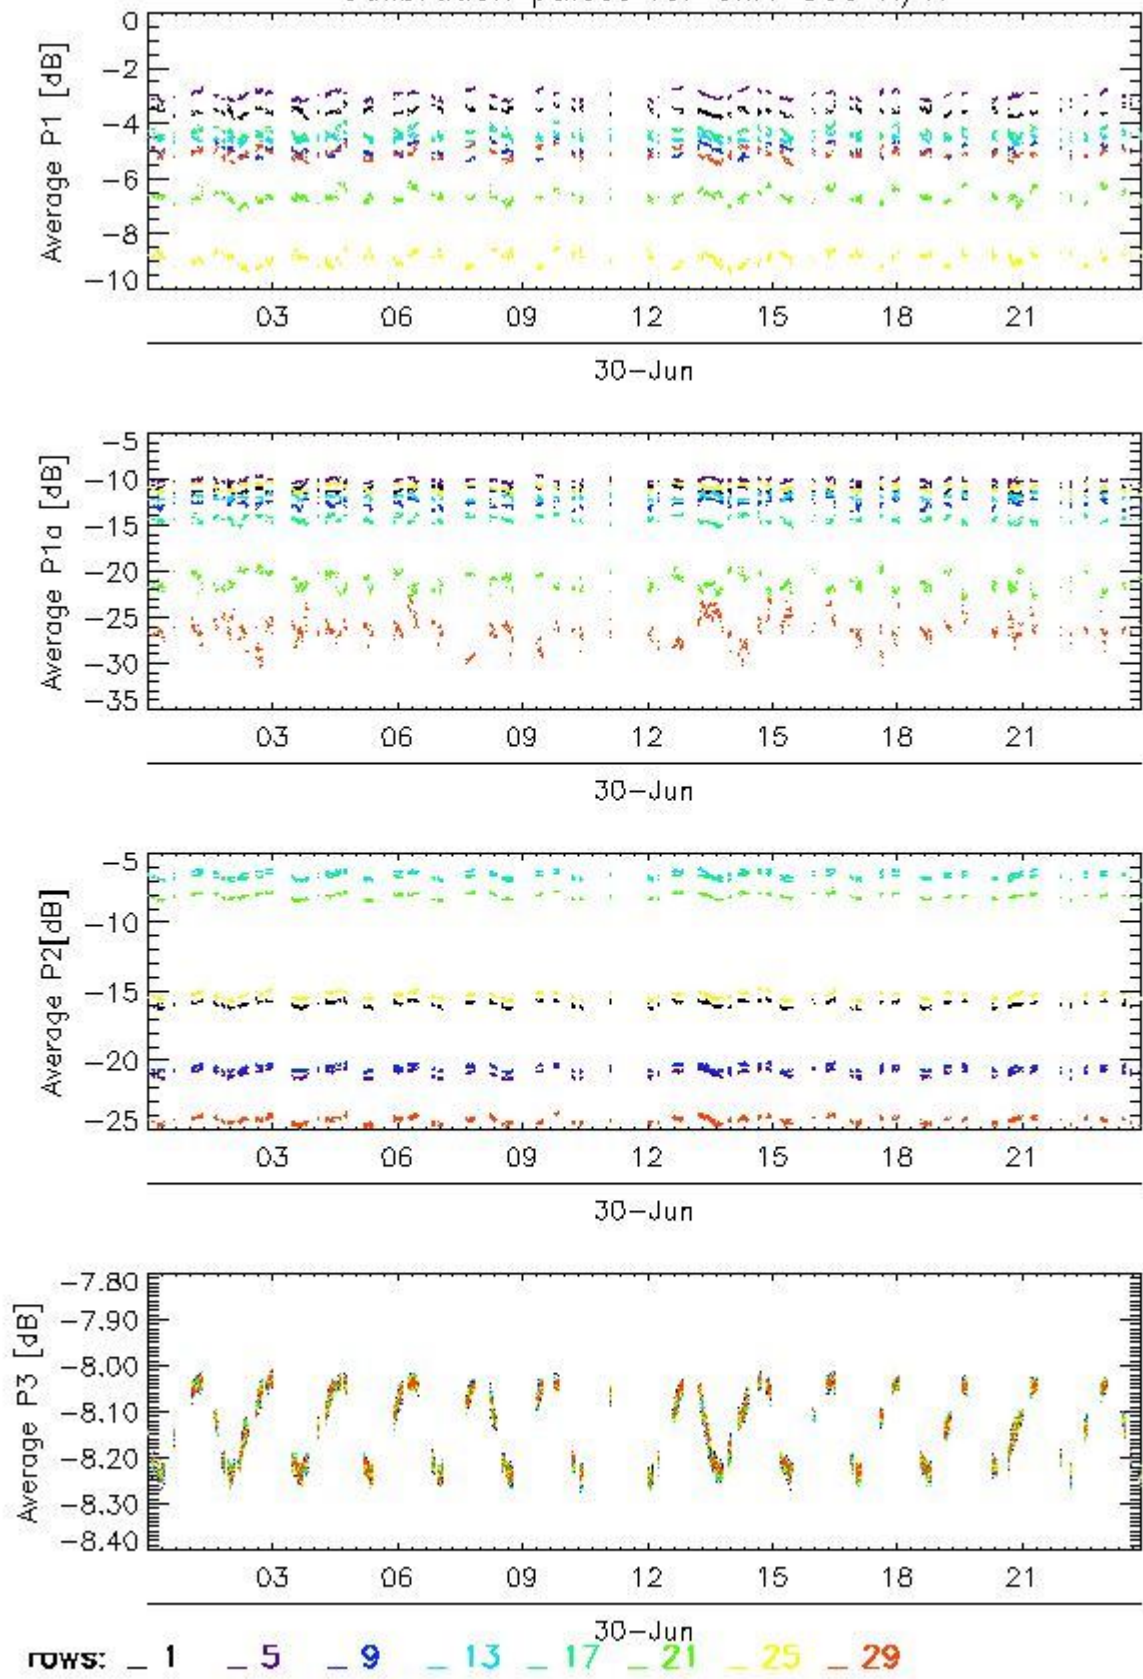 0
-2
-4
-6
-8
-10
Average P1 [dB]
03 06 09 12 15 18 21
30-Jun
-5
-10
-15
-20
-25
-30
-35
Average P1a [dB]
03 06 09 12 15 18 21
30-Jun
-5
-10
-15
-20
-25
Average P2[dB]
03 06 09 12 15 18 21
30-Jun
-7.80
-7.90
-8.00
-8.10
-8.20
-8.30
-8.40
Average P3 [dB]
03 06 09 12 15 18 21
30-Jun
rows: _ 1 _ 5 _ 9 _ 13 _ 17 _ 21 _ 25 _ 29